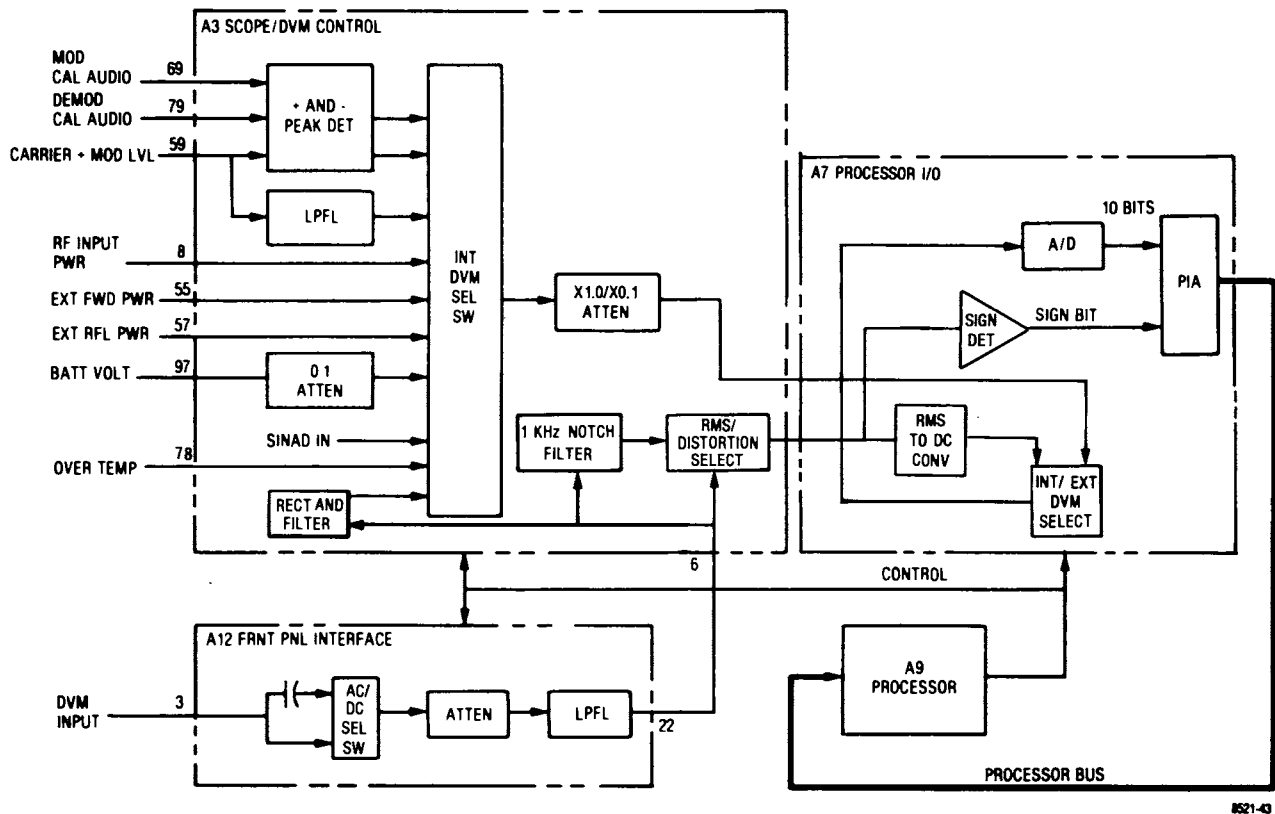 A3 SCOPE/DVM CONTROL
MOD
CAL AUDIO
69
DEMOD
CAL AUDIO
79
CARRIER + MOD LVL
59
+ AND -
PEAK DET
LPFL
RF INPUT
PWR
8
EXT FWD PWR
55
EXT RFL PWR
57
BATT VOLT
97
0 1
ATTEN
SINAD IN
OVER TEMP
78
RECT AND
FILTER
INT
DVM
SEL
SW
X1.0/X0.1
ATTEN
1 KHz NOTCH
FILTER
RMS/
DISTORTION
SELECT
6
A7 PROCESSOR I/O
10 BITS
A/D
PIA
SIGN
DET
SIGN BIT
RMS
TO DC
CONV
INT/ EXT
DVM
SELECT
CONTROL
A12 FRNT PNL INTERFACE
DVM
INPUT
3
AC/
DC
SEL
SW
ATTEN
LPFL
22
A9
PROCESSOR
PROCESSOR BUS
8521-43